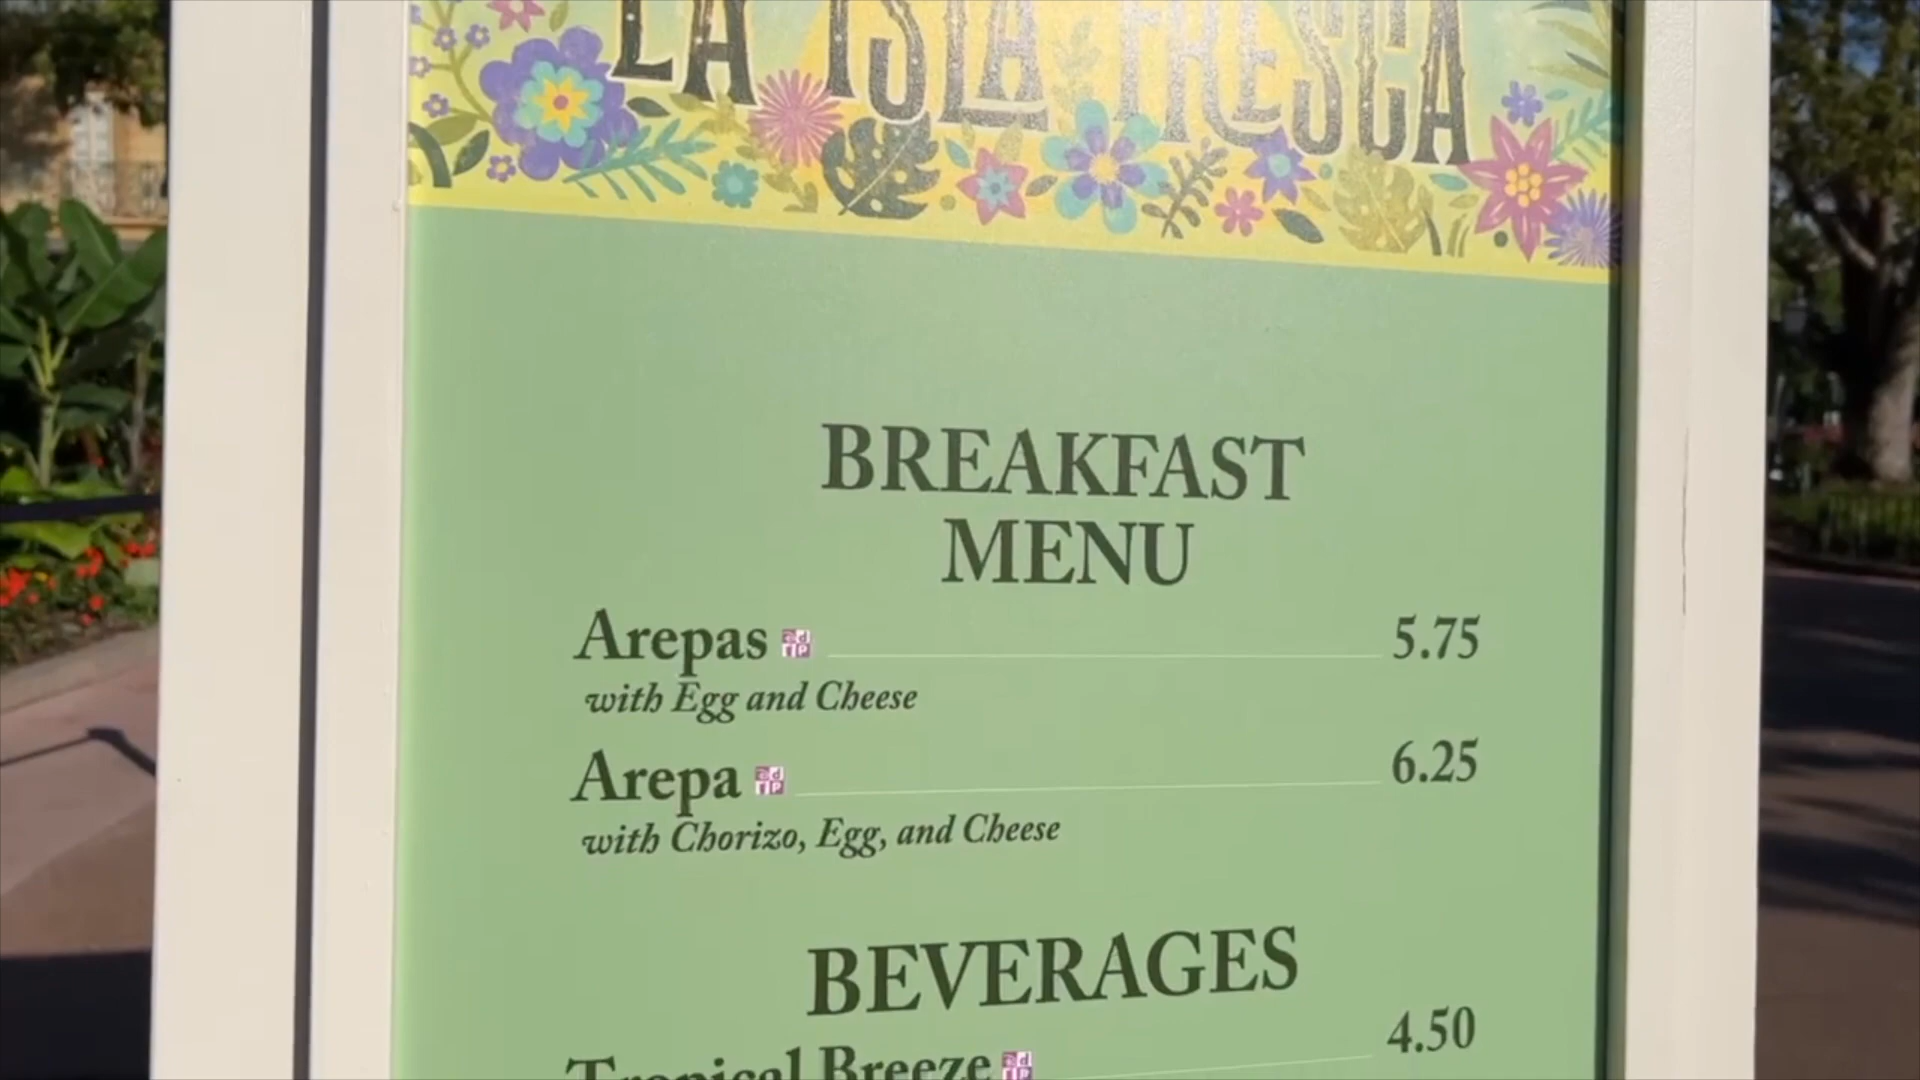 LA ISLA FRESCA
BREAKFAST
MENU
Arepas 5.75
with Egg and Cheese
Arepa 6.25
with Chorizo, Egg, and Cheese
BEVERAGES
Tropical Breeze 4.50